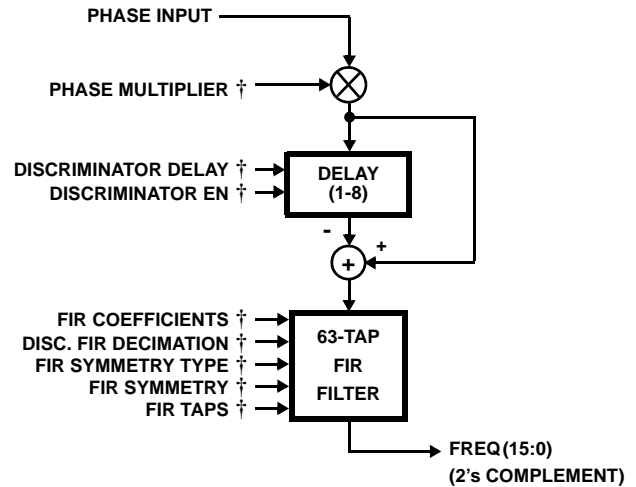 PHASE INPUT
PHASE MULTIPLIER †
DISCRIMINATOR DELAY †
DISCRIMINATOR EN †
DELAY
(1-8)
-
+
+
FIR COEFFICIENTS †
DISC. FIR DECIMATION †
FIR SYMMETRY TYPE †
FIR SYMMETRY †
FIR TAPS †
63-TAP
FIR
FILTER
FREQ(15:0)
(2's COMPLEMENT)